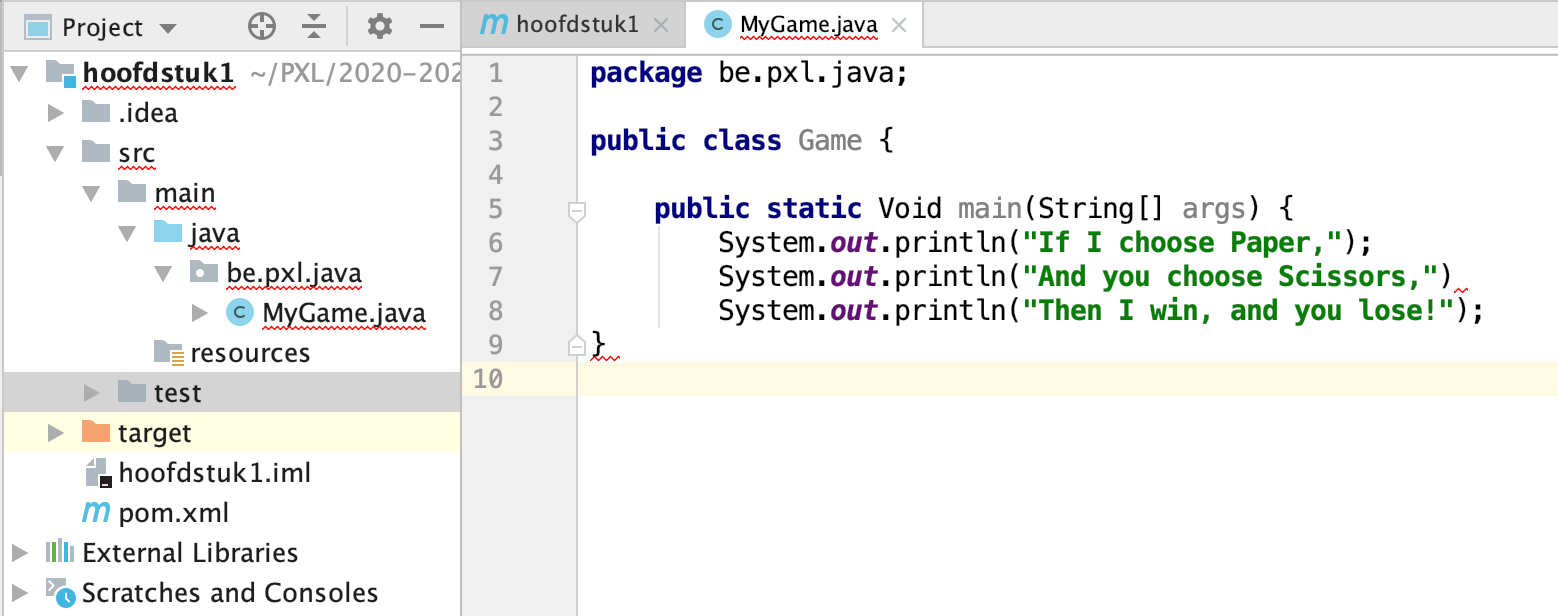 Project
hoofdstuk1
MyGame.java
hoofdstuk1 ~/PXL/2020-202
.idea
src
main
java
be.pxl.java
MyGame.java
resources
test
target
hoofdstuk1.iml
pom.xml
External Libraries
Scratches and Consoles
1 package be.pxl.java;
2
3 public class Game {
4
5     public static Void main(String[] args) {
6         System.out.println("If I choose Paper,");
7         System.out.println("And you choose Scissors,")
8         System.out.println("Then I win, and you lose!");
9 }
10